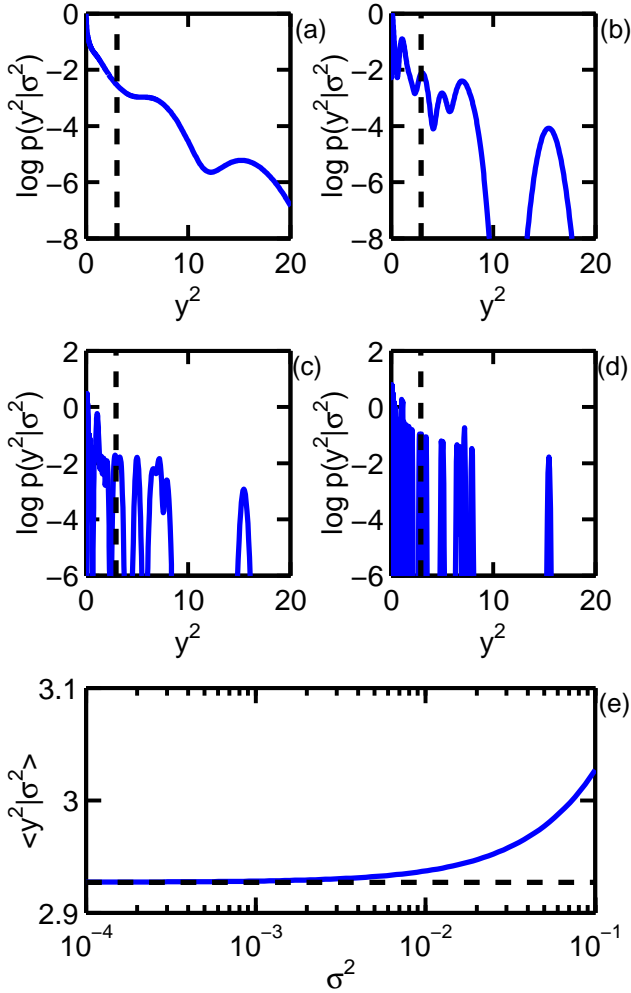 (a)
log p(y²|σ²)
0
−2
−4
−6
−8
0 10 20
y²
(b)
log p(y²|σ²)
0
−2
−4
−6
−8
0 10 20
y²
(c)
log p(y²|σ²)
2
0
−2
−4
−6
0 10 20
y²
(d)
log p(y²|σ²)
2
0
−2
−4
−6
0 10 20
y²
(e)
<y²|σ²>
3.1
3
2.9
10⁻⁴ 10⁻³ 10⁻² 10⁻¹
σ²